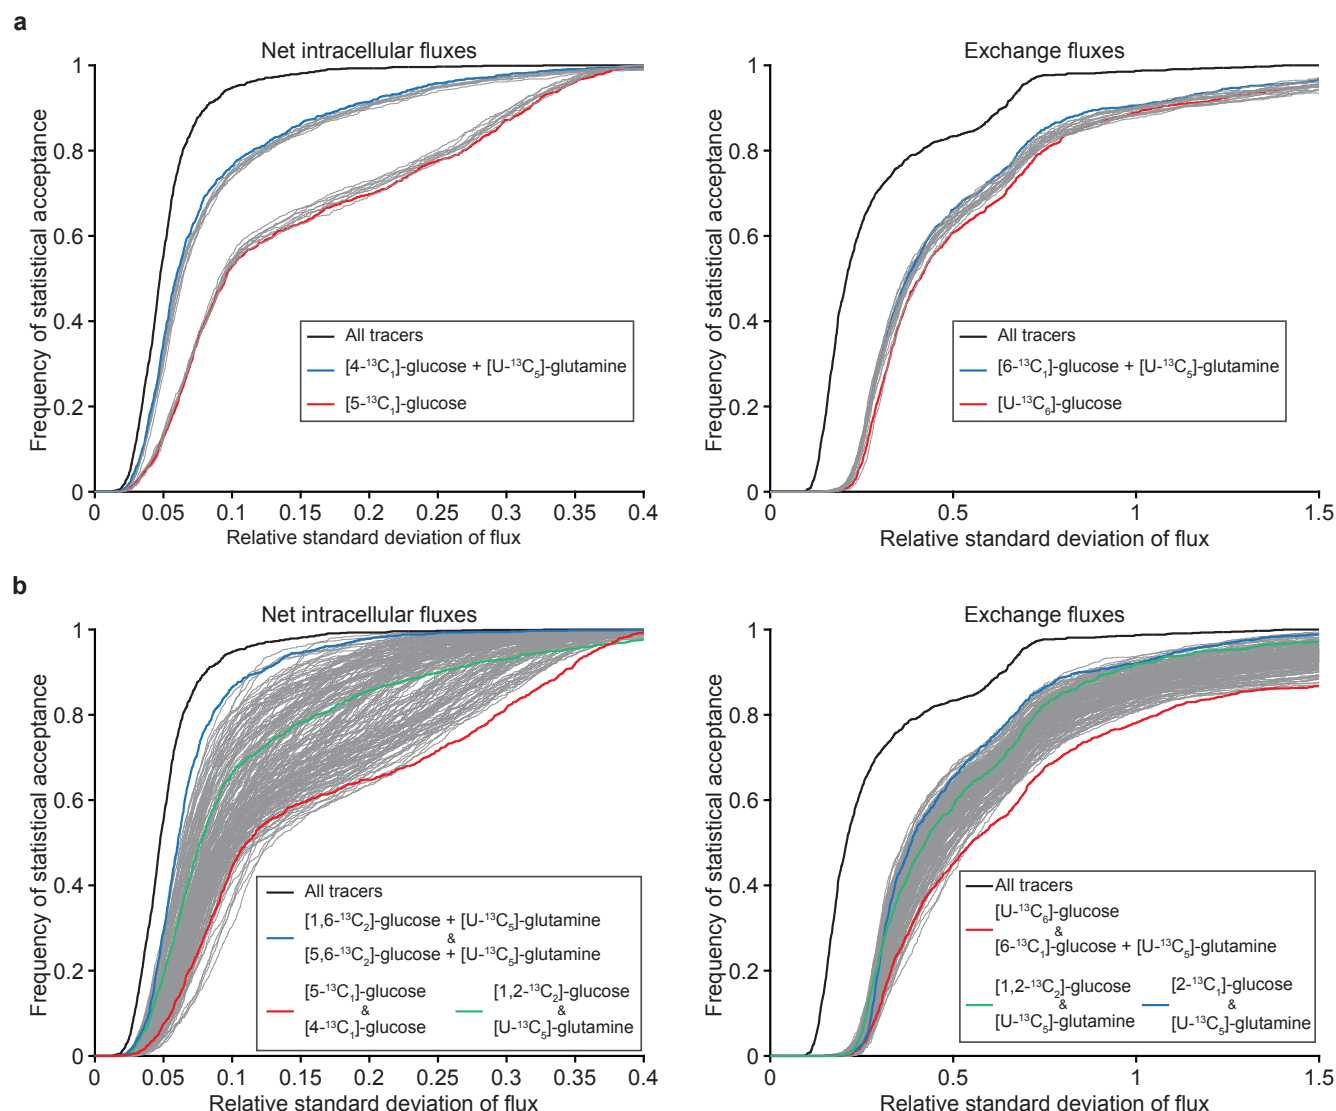 a
Net intracellular fluxes
Frequency of statistical acceptance
1
0.8
0.6
0.4
0.2
0
0 0.05 0.1 0.15 0.2 0.25 0.3 0.35 0.4
Relative standard deviation of flux
All tracers
[4-¹³C₁]-glucose + [U-¹³C₅]-glutamine
[5-¹³C₁]-glucose
Exchange fluxes
Frequency of statistical acceptance
1
0.8
0.6
0.4
0.2
0
0 0.5 1 1.5
Relative standard deviation of flux
All tracers
[6-¹³C₁]-glucose + [U-¹³C₅]-glutamine
[U-¹³C₆]-glucose
b
Net intracellular fluxes
Frequency of statistical acceptance
1
0.8
0.6
0.4
0.2
0
0 0.05 0.1 0.15 0.2 0.25 0.3 0.35 0.4
Relative standard deviation of flux
All tracers
[1,6-¹³C₂]-glucose + [U-¹³C₅]-glutamine
&
[5,6-¹³C₂]-glucose + [U-¹³C₅]-glutamine
[5-¹³C₁]-glucose
&
[4-¹³C₁]-glucose
[1,2-¹³C₂]-glucose
&
[U-¹³C₅]-glutamine
Exchange fluxes
Frequency of statistical acceptance
1
0.8
0.6
0.4
0.2
0
0 0.5 1 1.5
Relative standard deviation of flux
All tracers
[U-¹³C₆]-glucose
&
[6-¹³C₁]-glucose + [U-¹³C₅]-glutamine
[1,2-¹³C₂]-glucose
&
[U-¹³C₅]-glutamine
[2-¹³C₁]-glucose
&
[U-¹³C₅]-glutamine